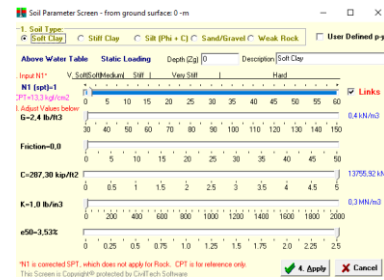 Soil Parameter Screen - from ground surface: 0 -m
1. Soil Type:
Soft Clay Stiff Clay Silt (Phi + C) Sand/Gravel Weak Rock User Defined p-y
Above Water Table Static Loading Depth (Zg) 0 Description Soft Clay
Input N1* V_Soft Soft Medium Stiff Very Stiff Hard
N1 (spt)=1
CPT=13,3 kgf/cm2
0 5 10 15 20 25 30 35 40 45 50 55 60
Links
Adjust Values below
G=2,4 lb/ft3
0,4 kN/m3
30 40 50 60 70 80 90 100 110 120 130 140 150
Friction=0,0
0 5 10 15 20 25 30 35 40 45 50
C=287,30 kip/ft2
13755,92 kN
0 0.5 1 1.5 2 2.5 3 3.5 4 4.5 5
K=1,0 lb/in3
0,3 MN/m3
0 200 400 600 800 1000 1200 1400 1600 1800 2000
e50=3,53%
0 0.25 0.5 0.75 1 1.25 1.5 1.75 2 2.25 2.5
*N1 is corrected SPT, which does not apply for Rock. CPT is for reference only.
This Screen is Copyright© protected by CivilTech Software
4. Apply Cancel